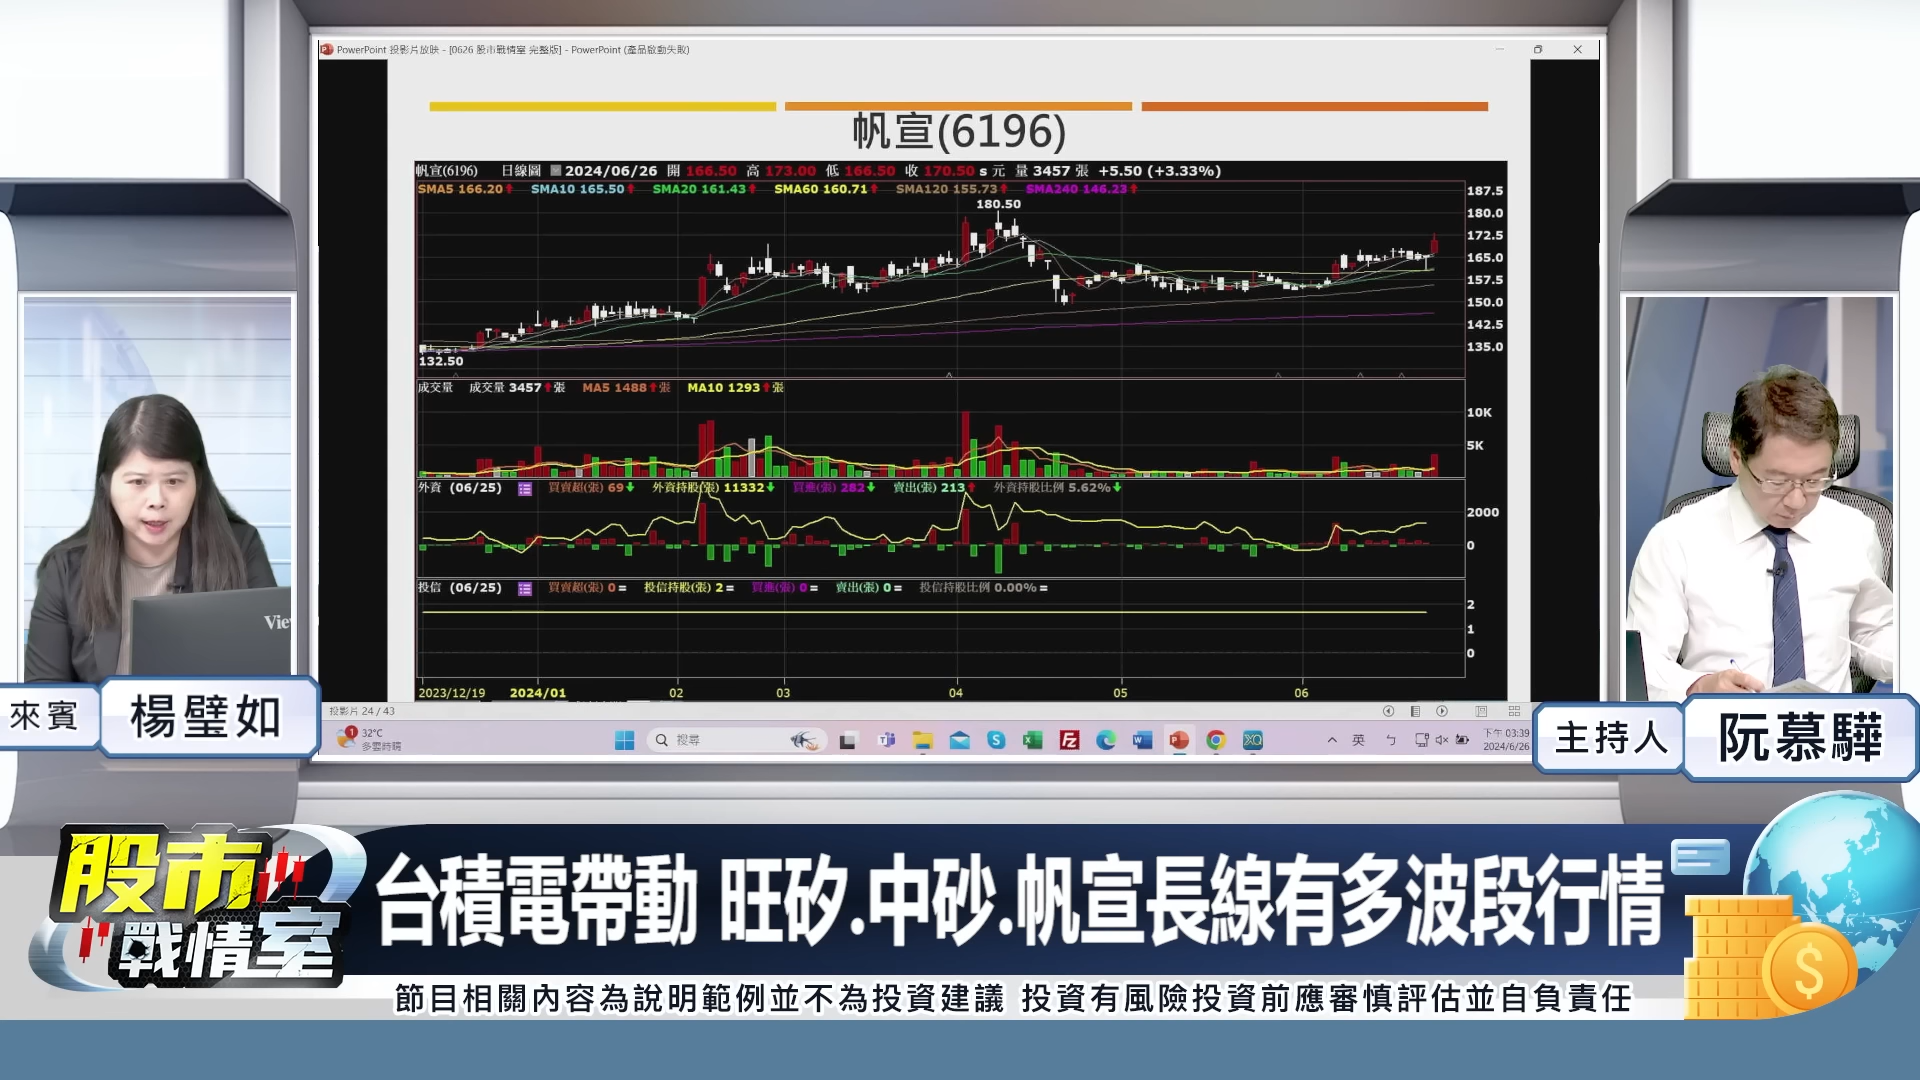 PowerPoint 投影片放映 - [0626 股市戰情室 完整版] - PowerPoint (產品啟動失敗)
帆宣(6196)
帆宣(6196) 日線圖 2024/06/26 開 166.50 高 173.00 低 166.50 收 170.50 s 元 量 3457 張 +5.50 (+3.33%)
SMA5 166.20 SMA10 165.50 SMA20 161.43 SMA60 160.71 SMA120 155.73 SMA240 146.23
187.5
180.50
180.0
172.5
165.0
157.5
150.0
142.5
135.0
132.50
成交量 成交量 3457 張 MA5 1488 張 MA10 1293 張
10K
5K
外資 (06/25) 買賣超(張) 69 外資持股(張) 11332 買進(張) 282 賣出(張) 213 外資持股比例 5.62%
2000
0
投信 (06/25) 買賣超(張) 0 = 投信持股(張) 2 = 買進(張) 0 = 賣出(張) 0 = 投信持股比例 0.00% =
2
1
0
2023/12/19 2024/01 02 03 04 05 06
投影片 24 / 43
1
32°C
多雲時晴
搜尋
英
ㄅ
下午 03:39
2024/6/26
View
來賓 楊璧如
主持人 阮慕驊
股市
戰情室
台積電帶動 旺矽.中砂.帆宣長線有多波段行情
節目相關內容為說明範例並不為投資建議 投資有風險投資前應審慎評估並自負責任